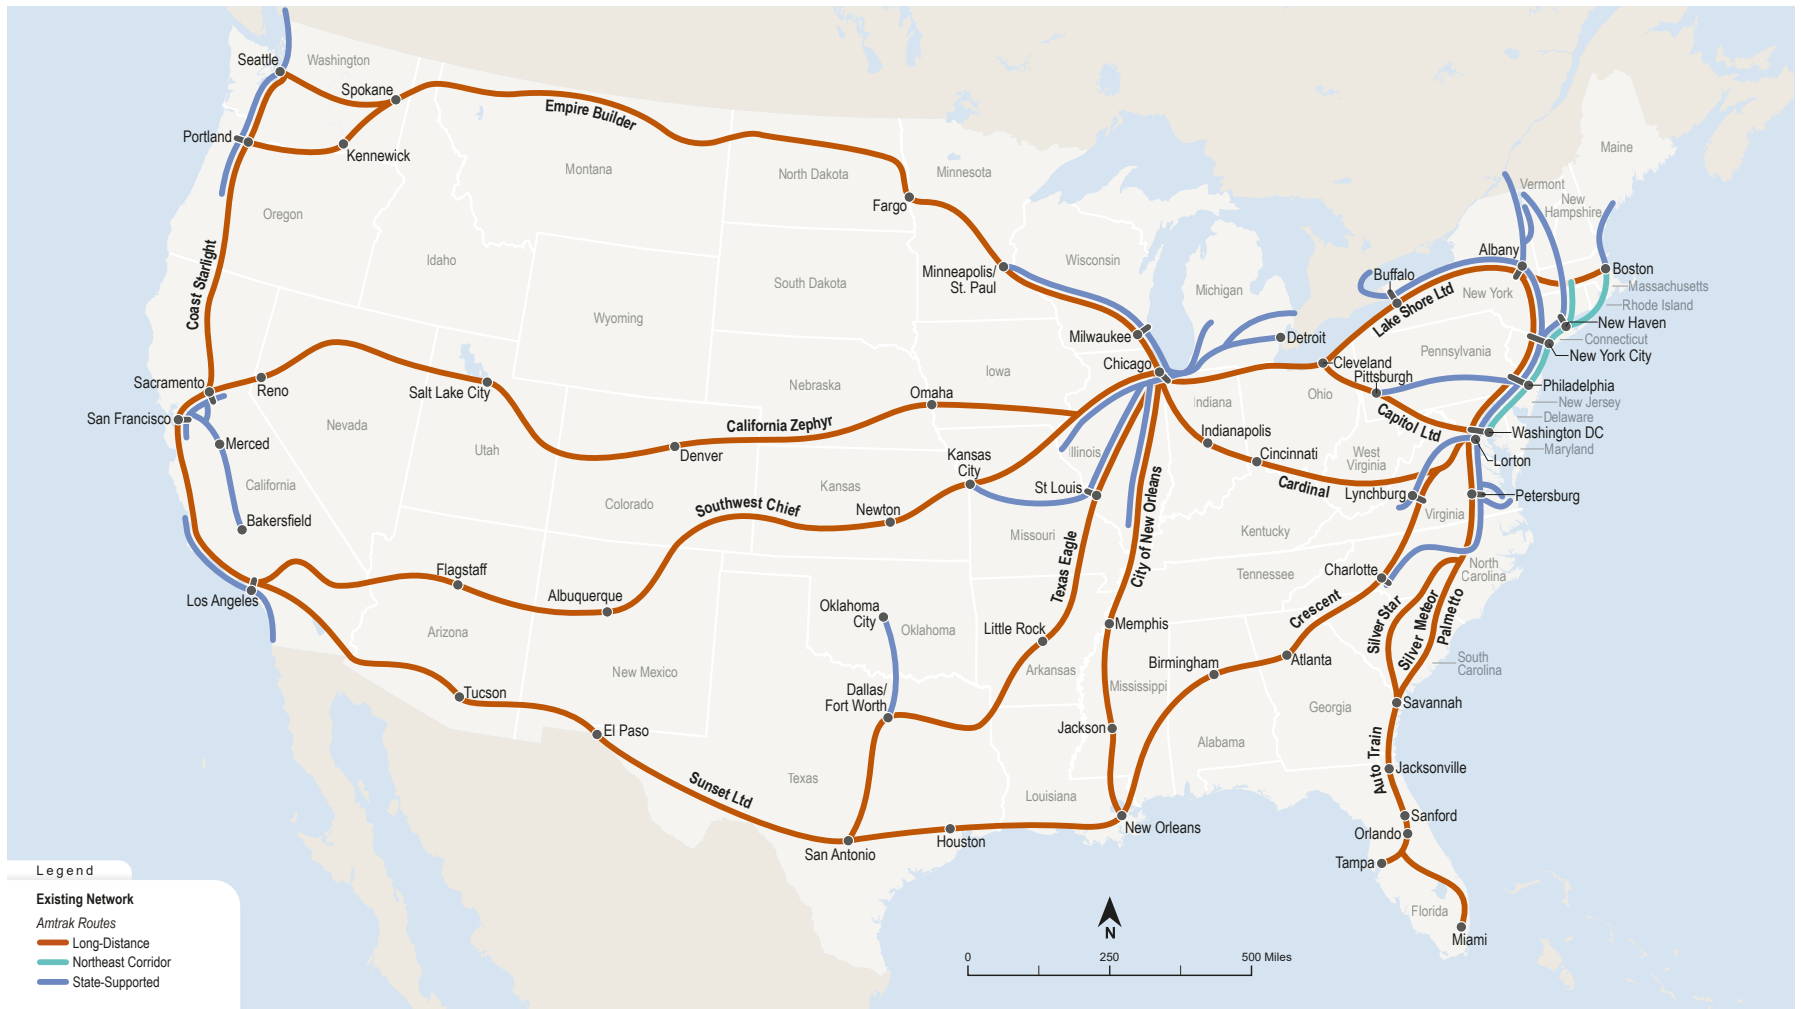 Seattle
Washington
Spokane
Portland
Kennewick
Empire Builder
Montana
North Dakota
Minnesota
Fargo
Oregon
Idaho
Coast Starlight
Minneapolis/
St. Paul
Wisconsin
South Dakota
Wyoming
Michigan
Milwaukee
Detroit
Chicago
Maine
Vermont
New
Hampshire
Albany
Boston
Buffalo
Massachusetts
New York
Rhode Island
Lake Shore Ltd
New Haven
Connecticut
New York City
Pennsylvania
Cleveland
Pittsburgh
Philadelphia
Ohio
New Jersey
Delaware
Capitol Ltd
Washington DC
Maryland
West
Virginia
Lorton
Sacramento
Reno
Salt Lake City
San Francisco
Nevada
Merced
Utah
California
Bakersfield
Nebraska
Iowa
Omaha
California Zephyr
Denver
Colorado
Kansas
City
Kansas
Southwest Chief
Newton
Illinois
Indiana
Indianapolis
Cincinnati
Cardinal
St Louis
Lynchburg
Petersburg
Virginia
City of New Orleans
Missouri
Kentucky
Texas Eagle
Tennessee
Charlotte
North
Carolina
Flagstaff
Albuquerque
Los Angeles
Arizona
New Mexico
Oklahoma
City
Oklahoma
Little Rock
Memphis
Crescent
Silver Star
Silver Meteor
Palmetto
Arkansas
Birmingham
Atlanta
South
Carolina
Mississippi
Tucson
El Paso
Dallas/
Fort Worth
Savannah
Georgia
Jackson
Alabama
Auto Train
Jacksonville
Sunset Ltd
Texas
Louisiana
Sanford
New Orleans
Orlando
Houston
San Antonio
Tampa
Florida
Miami
N
0
250
500 Miles
Legend
Existing Network
Amtrak Routes
Long-Distance
Northeast Corridor
State-Supported